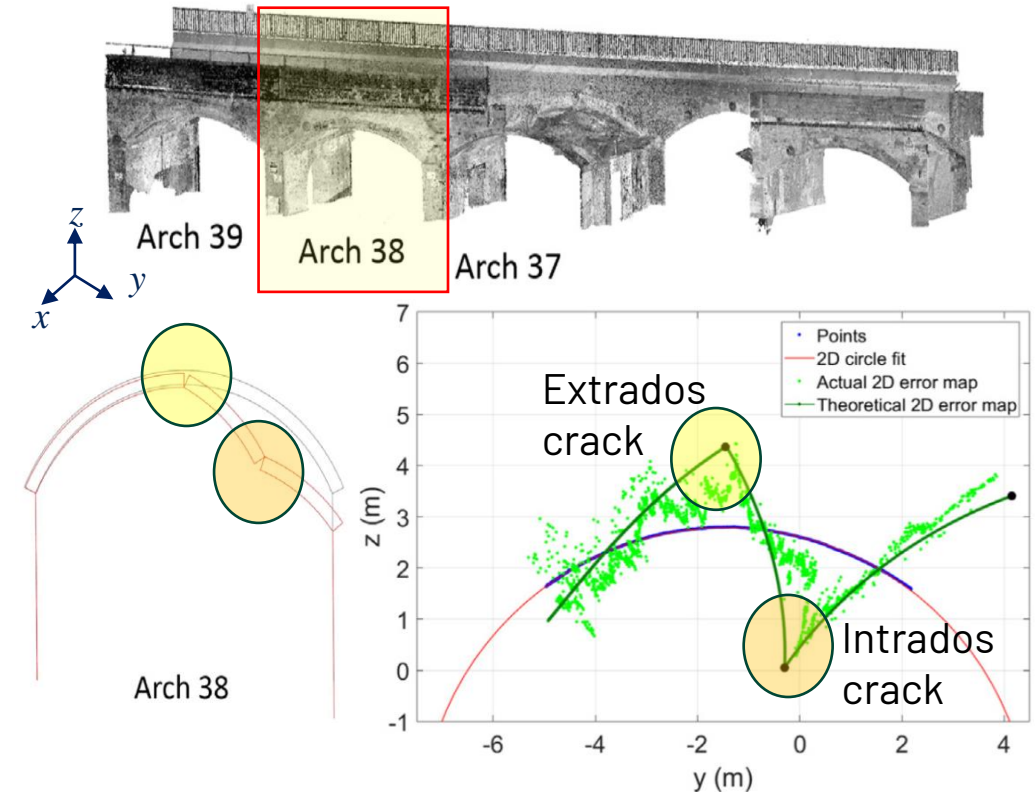 Arch 39
Arch 38
Arch 37
z
y
x
Arch 38
7
6
5
4
3
2
1
0
-1
-6
-4
-2
0
2
4
z (m)
y (m)
Points
2D circle fit
Actual 2D error map
Theoretical 2D error map
Extrados
crack
Intrados
crack